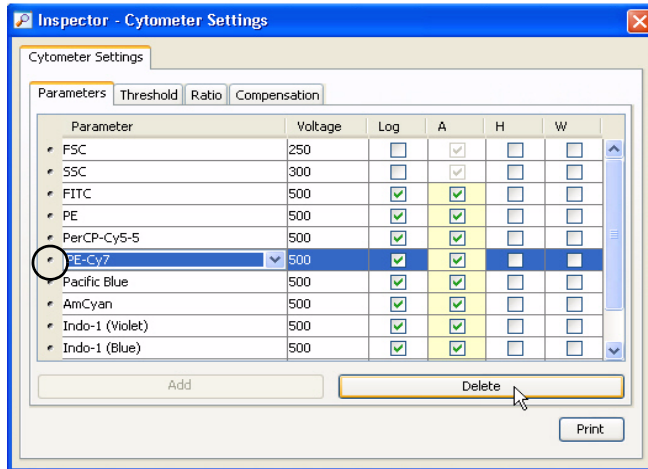 Inspector - Cytometer Settings
Cytometer Settings
Parameters Threshold Ratio Compensation
Parameter Voltage Log A H W
FSC 250
SSC 300
FITC 500
PE 500
PerCP-Cy5-5 500
PE-Cy7 500
Pacific Blue 500
AmCyan 500
Indo-1 (Violet) 500
Indo-1 (Blue) 500
Add Delete
Print